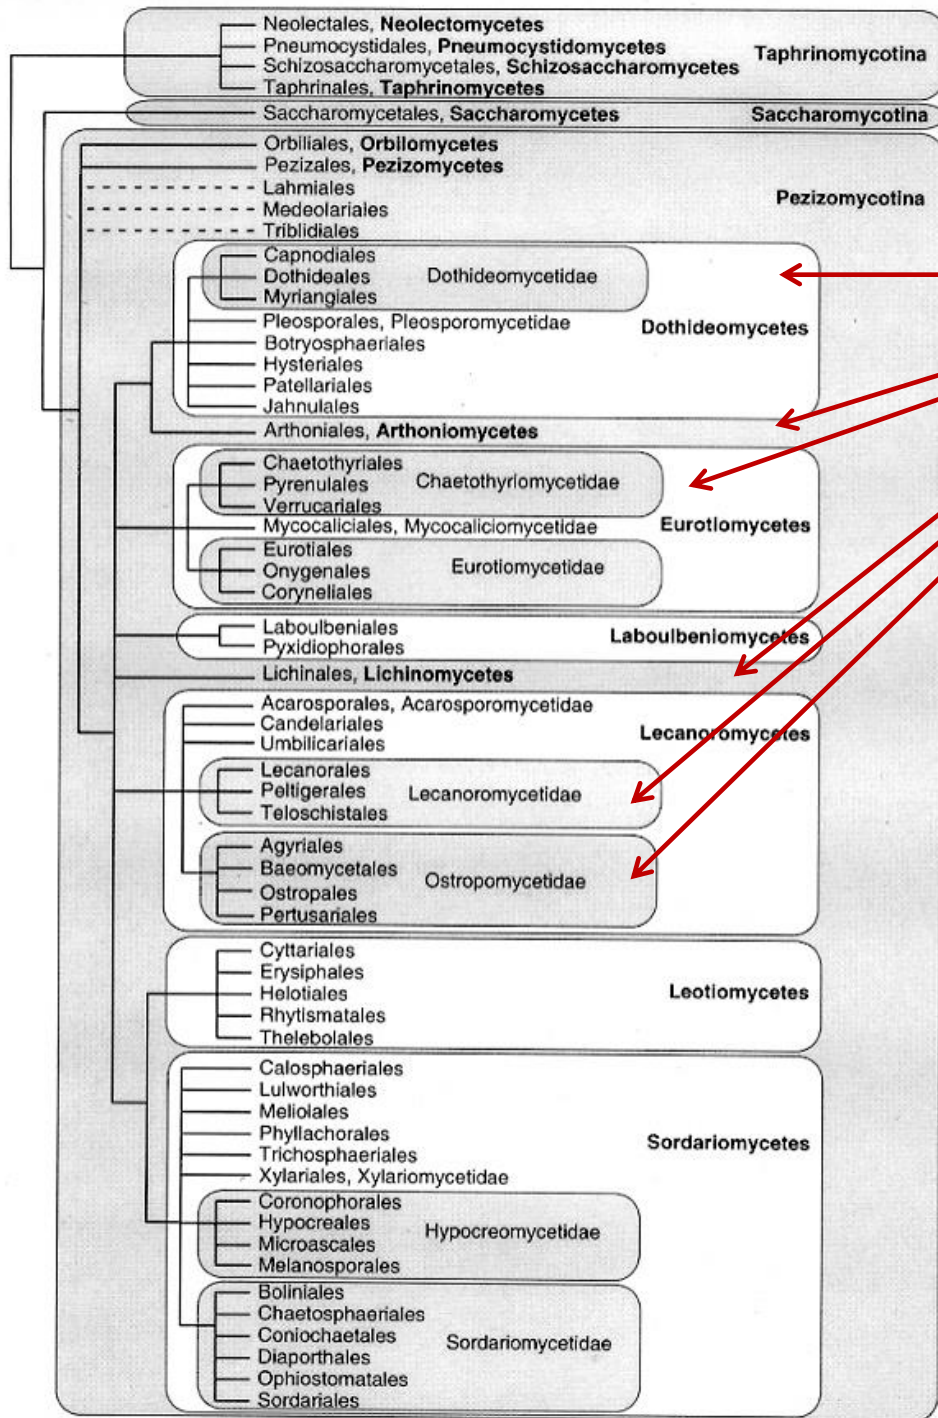 Neolectales, Neolectomycetes
Pneumocystidales, Pneumocystidomycetes
Taphrinomycotina
Schizosaccharomycetales, Schizosaccharomycetes
Taphrinales, Taphrinomycetes
Saccharomycetales, Saccharomycetes Saccharomycotina
Orbiliales, Orbilomycetes
Pezizales, Pezizomycetes
Lahmiales
Pezizomycotina
Medeolariales
Triblidiales
Capnodiales
Dothideales Dothideomycetidae
Myriangiales
Pleosporales, Pleosporomycetidae
Dothideomycetes
Botryosphaeriales
Hysteriales
Patellariales
Jahnulales
Arthoniales, Arthoniomycetes
Chaetothyriales
Pyrenulales Chaetothyriomycetidae
Verrucariales
Mycocaliciales, Mycocaliciomycetidae Eurotiomycetes
Eurotiales
Onygenales Eurotiomycetidae
Coryneliales
Laboulbeniales
Laboulbeniomycetes
Pyxidiophorales
Lichinales, Lichinomycetes
Acarosporales, Acarosporomycetidae
Candelariales
Lecanoromycetes
Umbilicariales
Lecanorales
Peltigerales Lecanoromycetidae
Teloschistales
Agyriales
Baeomycetales
Ostropomycetidae
Ostropales
Pertusariales
Cyttariales
Erysiphales
Helotiales Leotiomycetes
Rhytismatales
Thelebolales
Calosphaeriales
Lulworthiales
Meliolales
Phyllachorales
Sordariomycetes
Trichosphaeriales
Xylariales, Xylariomycetidae
Coronophorales
Hypocreales Hypocreomycetidae
Microascales
Melanosporales
Boliniales
Chaetosphaeriales
Coniochaetales Sordariomycetidae
Diaporthales
Ophiostomatales
Sordariales